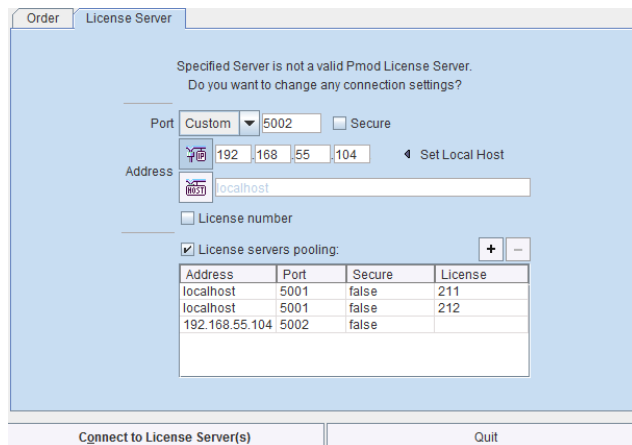 Order License Server
Specified Server is not a valid Pmod License Server.
Do you want to change any connection settings?
Port Custom 5002 Secure
IP 192 .168 .55 .104 Set Local Host
Address
HOST localhost
License number
License servers pooling: + −
Address Port Secure License
localhost 5001 false 211
localhost 5001 false 212
192.168.55.104 5002 false
Connect to License Server(s) Quit